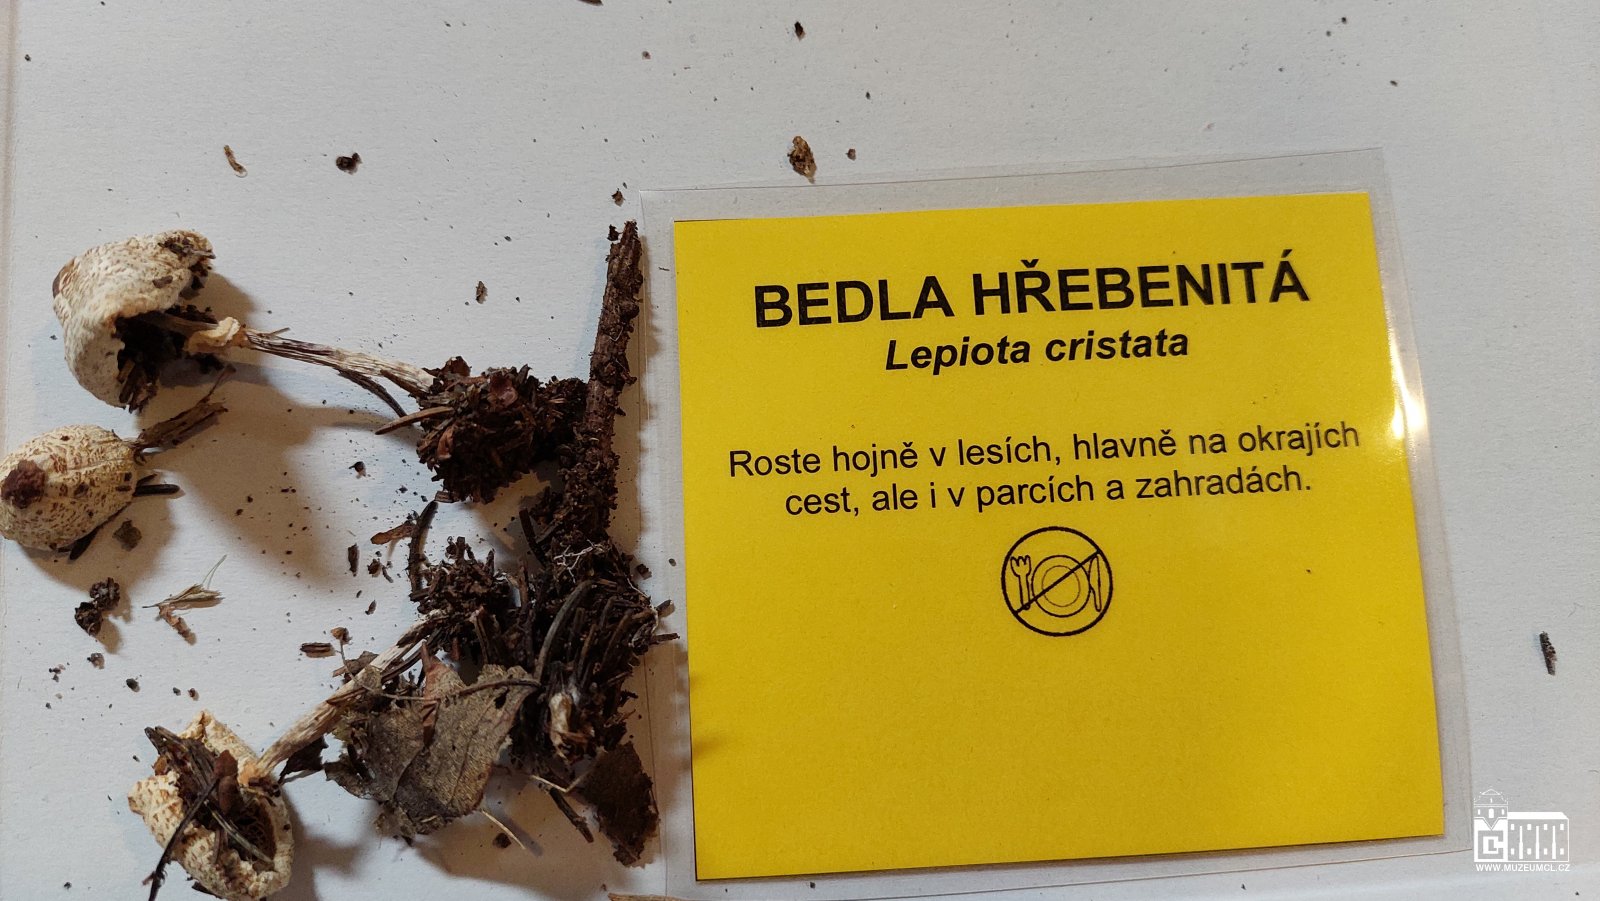 BEDLA HŘEBENITÁ
Lepiota cristata
Roste hojně v lesích, hlavně na okrajích
cest, ale i v parcích a zahradách.
WWW.MUZEUMCL.CZ